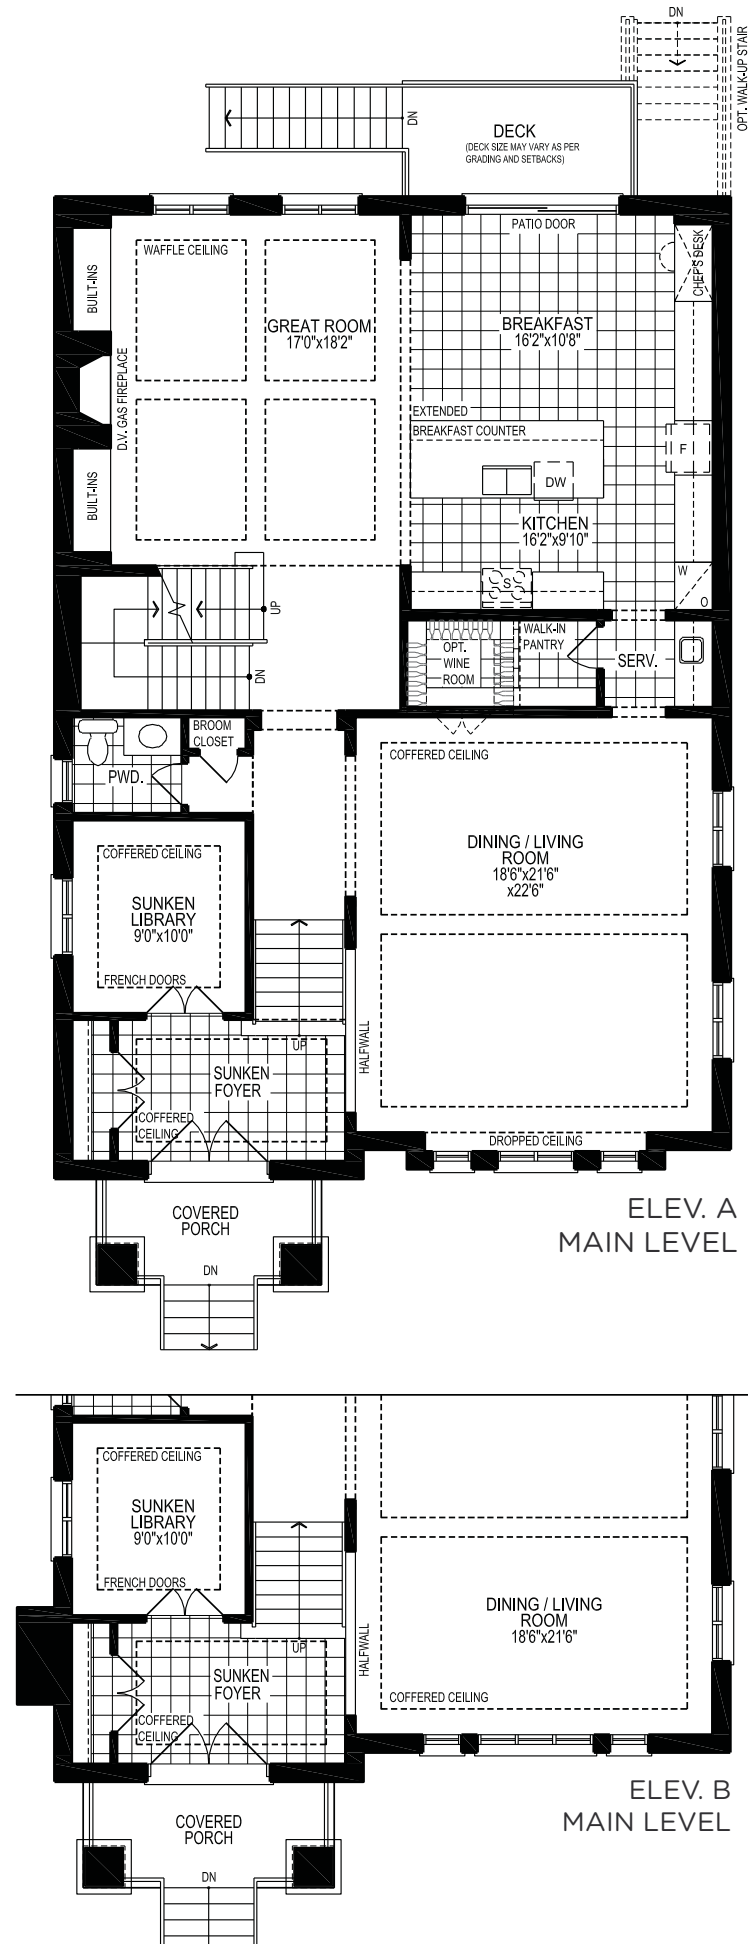 DN
OPT. WALK-UP STAIR
DN
DECK
(DECK SIZE MAY VARY AS PER
GRADING AND SETBACKS)
PATIO DOOR
WAFFLE CEILING
CHEF'S DESK
BUILT-INS
GREAT ROOM
17'0"x18'2"
BREAKFAST
16'2"x10'8"
D.V. GAS FIREPLACE
EXTENDED
BREAKFAST COUNTER
F
BUILT-INS
DW
KITCHEN
16'2"x9'10"
S
W
O
UP
DN
OPT.
WINE
ROOM
WALK-IN
PANTRY
SERV.
BROOM
CLOSET
PWD.
COFFERED CEILING
DINING / LIVING
ROOM
18'6"x21'6"
x22'6"
COFFERED CEILING
SUNKEN
LIBRARY
9'0"x10'0"
FRENCH DOORS
UP
HALFWALL
SUNKEN
FOYER
COFFERED
CEILING
DROPPED CEILING
COVERED
PORCH
DN
ELEV. A
MAIN LEVEL
COFFERED CEILING
SUNKEN
LIBRARY
9'0"x10'0"
FRENCH DOORS
UP
HALFWALL
DINING / LIVING
ROOM
18'6"x21'6"
SUNKEN
FOYER
COFFERED
CEILING
COFFERED CEILING
COVERED
PORCH
DN
ELEV. B
MAIN LEVEL